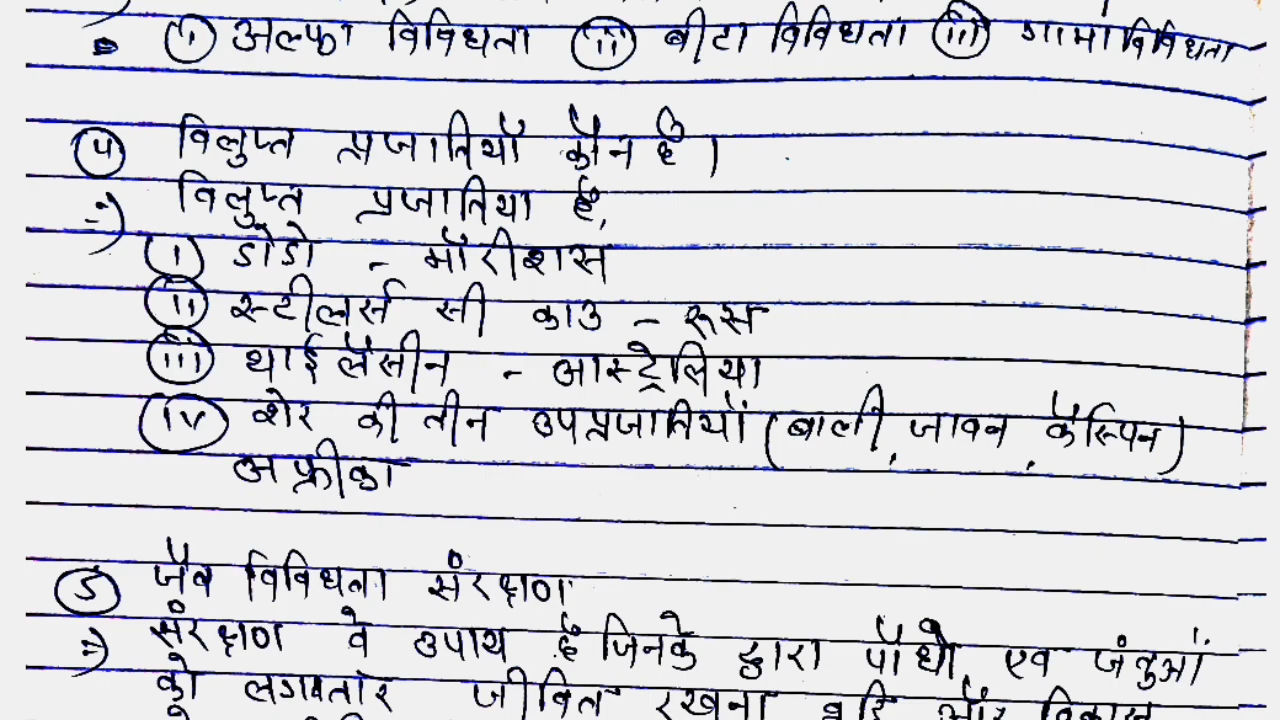 (i) अल्फा विविधता (ii) बीटा विविधता (iii) गामा विविधता
(4) विलुप्त प्रजातियाँ कौन है।
=) विलुप्त प्रजातिया है,
(i) डोडो - मॉरीशस
(ii) स्टीलर्स सी काउ - रूस
(iii) थाईलैसीन - आस्ट्रेलिया
(iv) शेर की तीन उपप्रजातियाँ (बाली, जावन, कैस्पियन)
अफ्रीका
(5) जैव विविधता संरक्षण
=) संरक्षण वे उपाय है जिनके द्वारा पौधो एव जंतुओं
को लगातार जीवित रखना